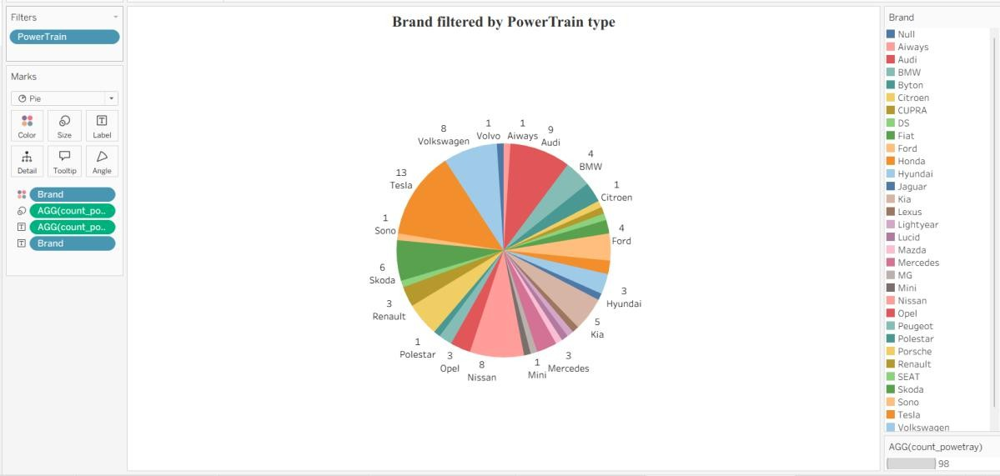 Filters
PowerTrain
Marks
Pie
Color
Size
Label
Detail
Tooltip
Angle
Brand
AGG(count_po..
AGG(count_po..
Brand
Brand filtered by PowerTrain type
1
Aiways
9
Audi
4
BMW
1
Citroen
4
Ford
3
Hyundai
5
Kia
3
Mercedes
1
Mini
8
Nissan
3
Opel
1
Polestar
3
Renault
6
Skoda
1
Sono
13
Tesla
8
Volkswagen
1
Volvo
Brand
Null
Aiways
Audi
BMW
Byton
Citroen
CUPRA
DS
Fiat
Ford
Honda
Hyundai
Jaguar
Kia
Lexus
Lightyear
Lucid
Mazda
Mercedes
MG
Mini
Nissan
Opel
Peugeot
Polestar
Porsche
Renault
SEAT
Skoda
Sono
Tesla
Volkswagen
AGG(count_powetray)
98